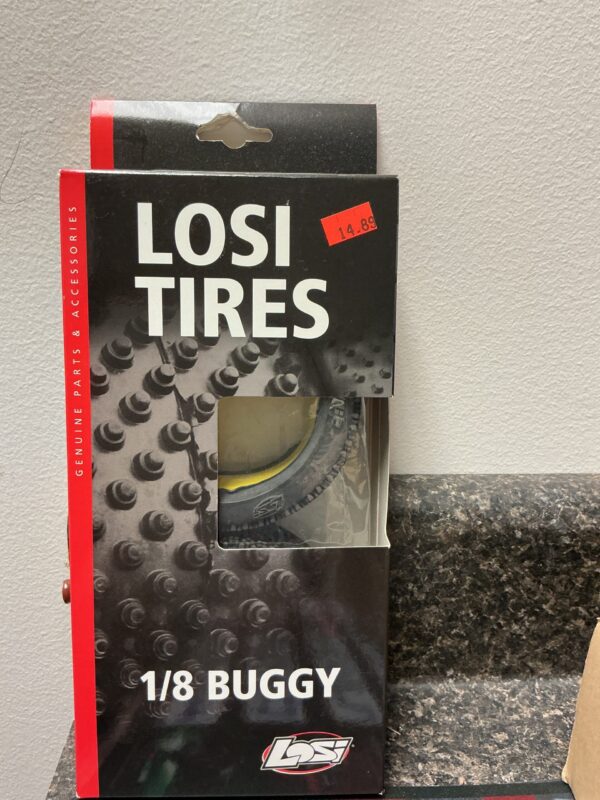 LOSI
TIRES
14.89
GENUINE PARTS & ACCESSORIES
1/8 BUGGY
LOSI